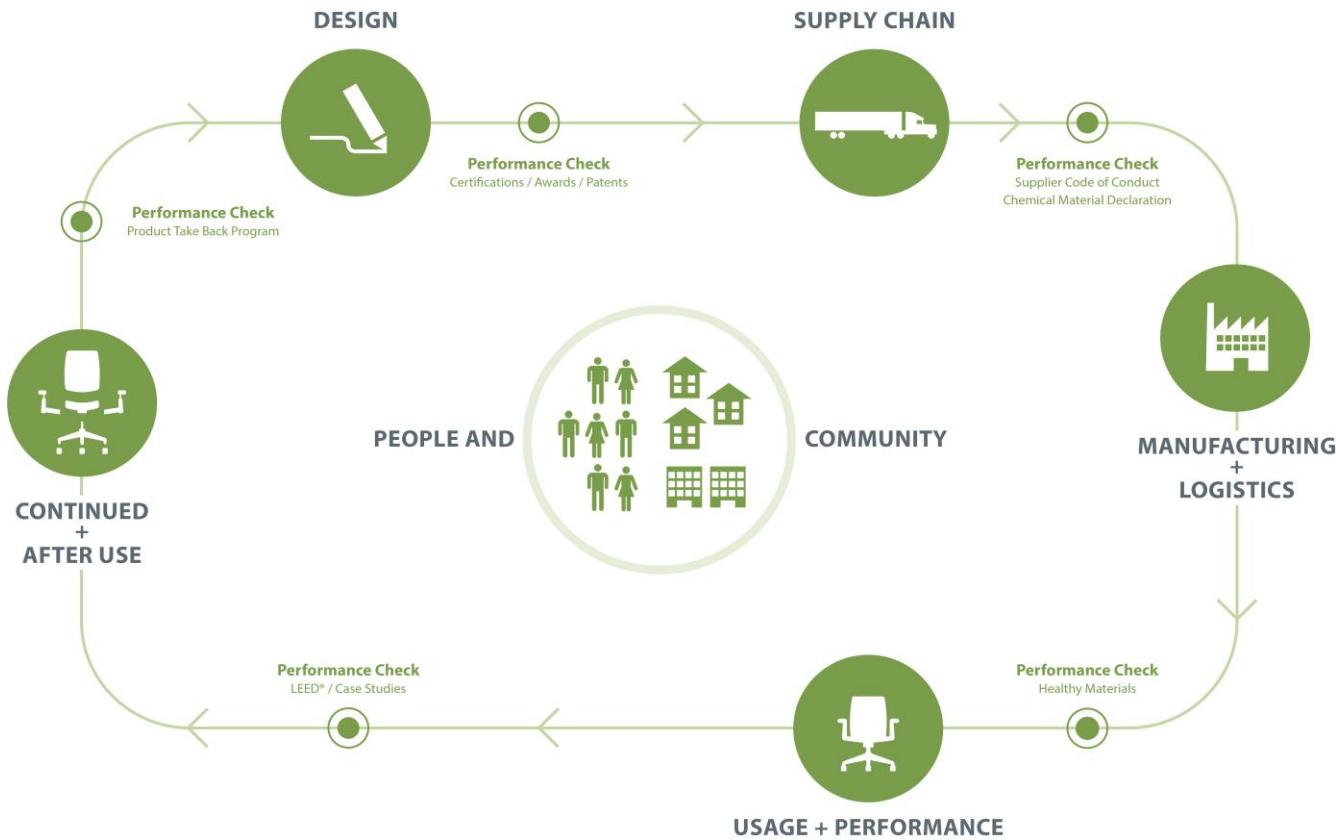 DESIGN
SUPPLY CHAIN
Performance Check
Certifications / Awards / Patents
Performance Check
Supplier Code of Conduct
Chemical Material Declaration
Performance Check
Product Take Back Program
PEOPLE AND
COMMUNITY
MANUFACTURING
+
LOGISTICS
CONTINUED
+
AFTER USE
Performance Check
LEED® / Case Studies
Performance Check
Healthy Materials
USAGE + PERFORMANCE